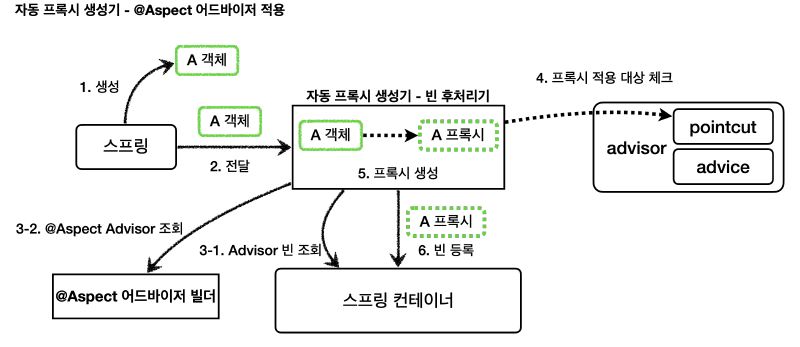 자동 프록시 생성기 - @Aspect 어드바이저 적용
A 객체
1. 생성
스프링
A 객체
2. 전달
자동 프록시 생성기 - 빈 후처리기
A 객체
A 프록시
5. 프록시 생성
4. 프록시 적용 대상 체크
advisor
pointcut
advice
3-2. @Aspect Advisor 조회
3-1. Advisor 빈 조회
A 프록시
6. 빈 등록
@Aspect 어드바이저 빌더
스프링 컨테이너